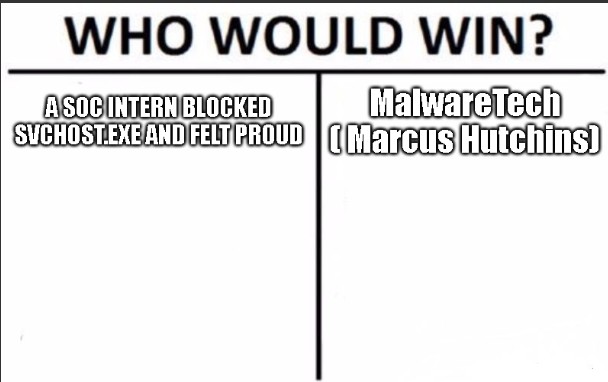 WHO WOULD WIN?
A SOC INTERN BLOCKED
SVCHOST.EXE AND FELT PROUD
MalwareTech
( Marcus Hutchins)